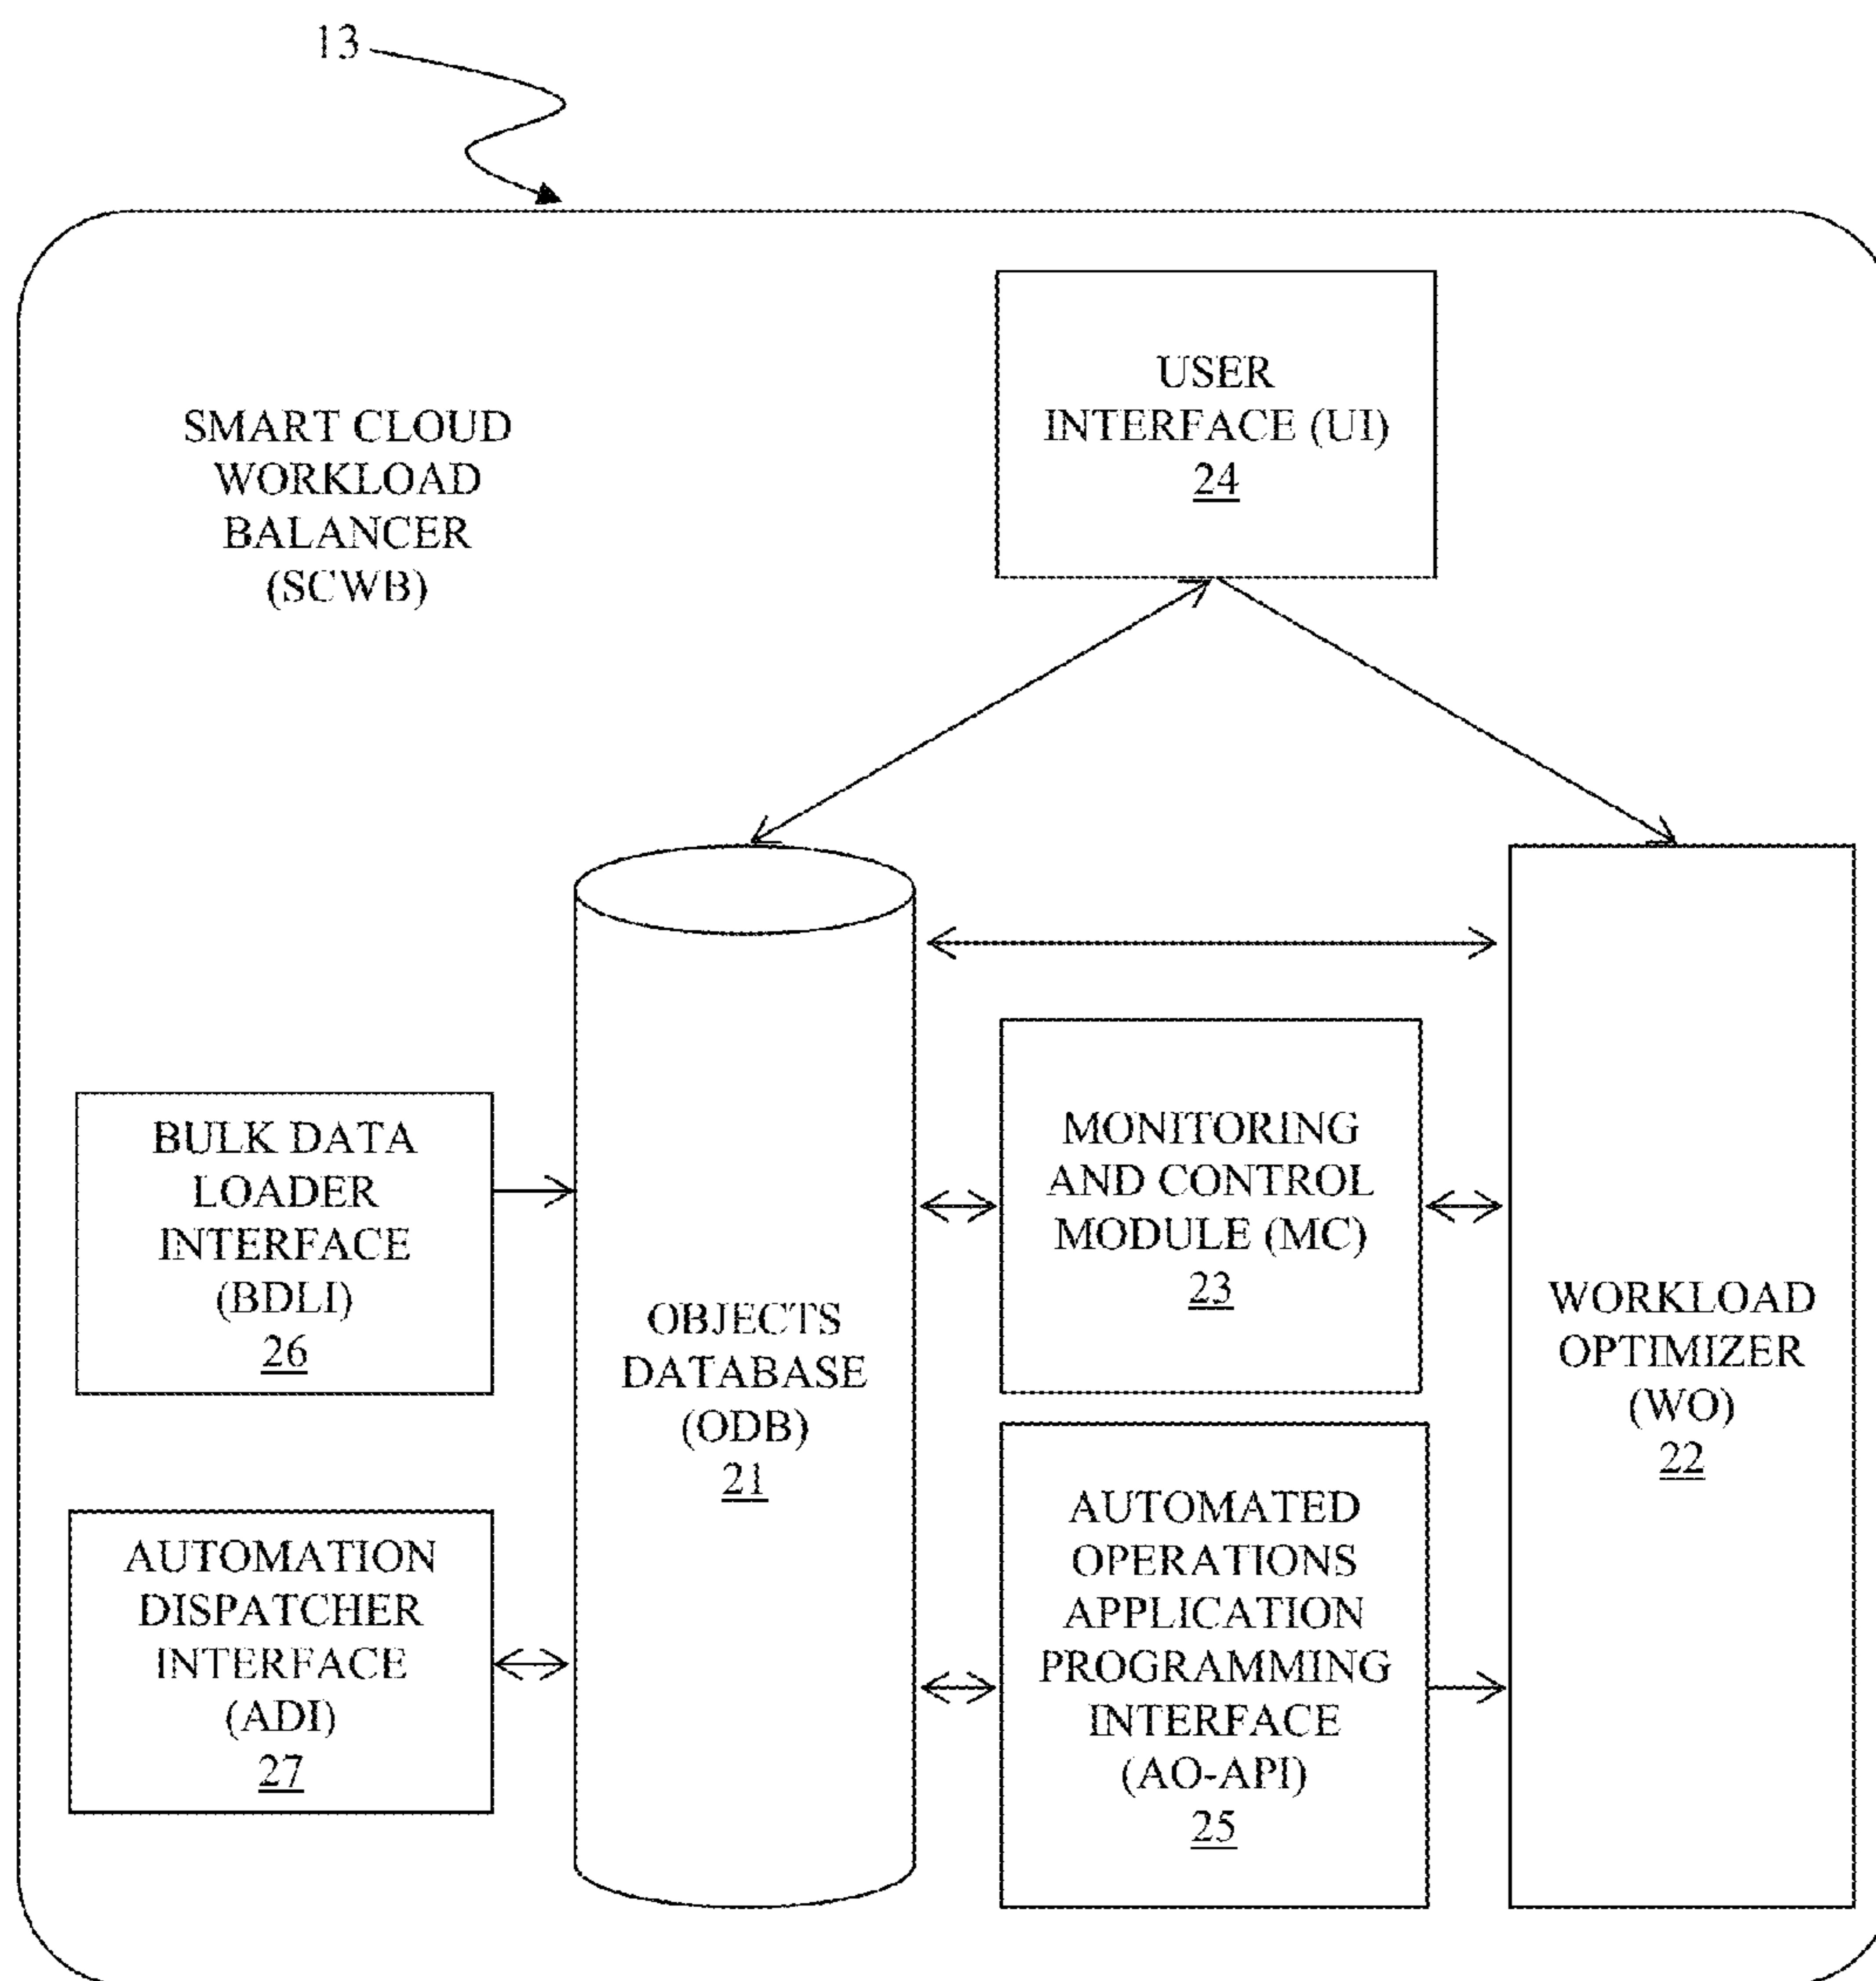 13
SMART CLOUD
WORKLOAD
BALANCER
(SCWB)
USER
INTERFACE (UI)
24
BULK DATA
LOADER
INTERFACE
(BDLI)
26
AUTOMATION
DISPATCHER
INTERFACE
(ADI)
27
OBJECTS
DATABASE
(ODB)
21
MONITORING
AND CONTROL
MODULE (MC)
23
AUTOMATED
OPERATIONS
APPLICATION
PROGRAMMING
INTERFACE
(AO-API)
25
WORKLOAD
OPTIMIZER
(WO)
22